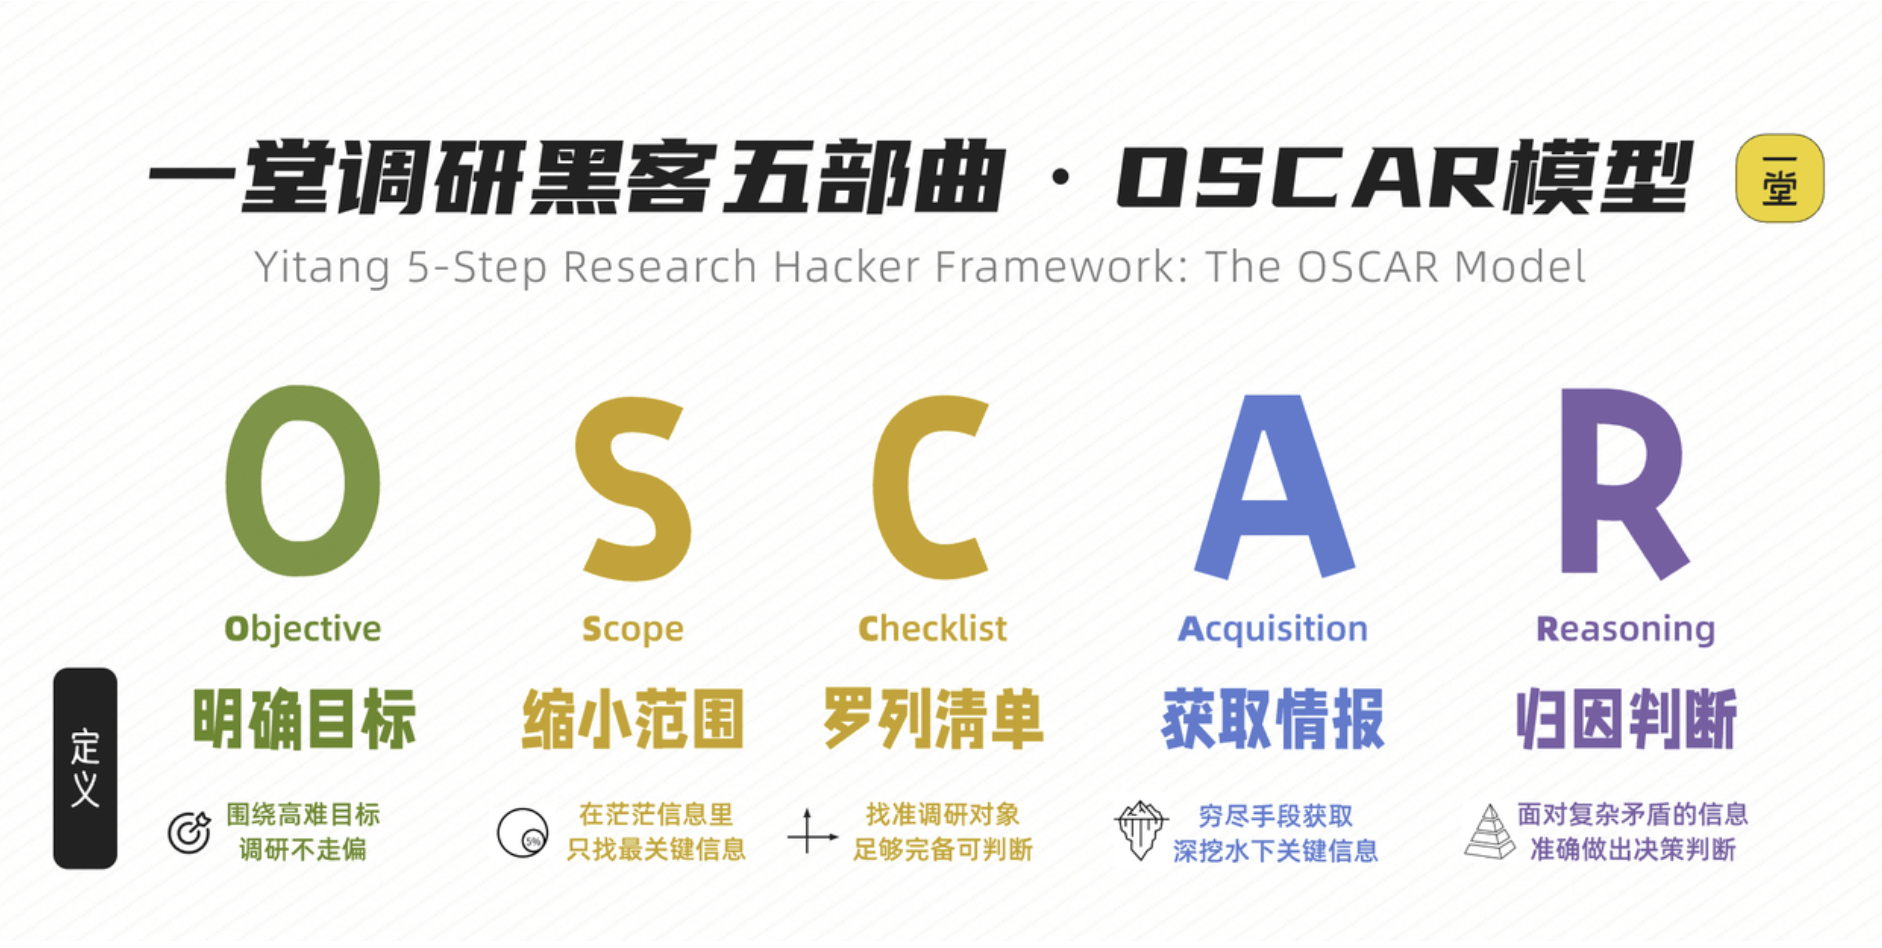 一堂调研黑客五部曲 · OSCAR模型
一堂
Yitang 5-Step Research Hacker Framework: The OSCAR Model
O S C A R
Objective Scope Checklist Acquisition Reasoning
定义
明确目标 缩小范围 罗列清单 获取情报 归因判断
围绕高难目标
调研不走偏
5%
在茫茫信息里
只找最关键信息
找准调研对象
足够完备可判断
穷尽手段获取
深挖水下关键信息
面对复杂矛盾的信息
准确做出决策判断